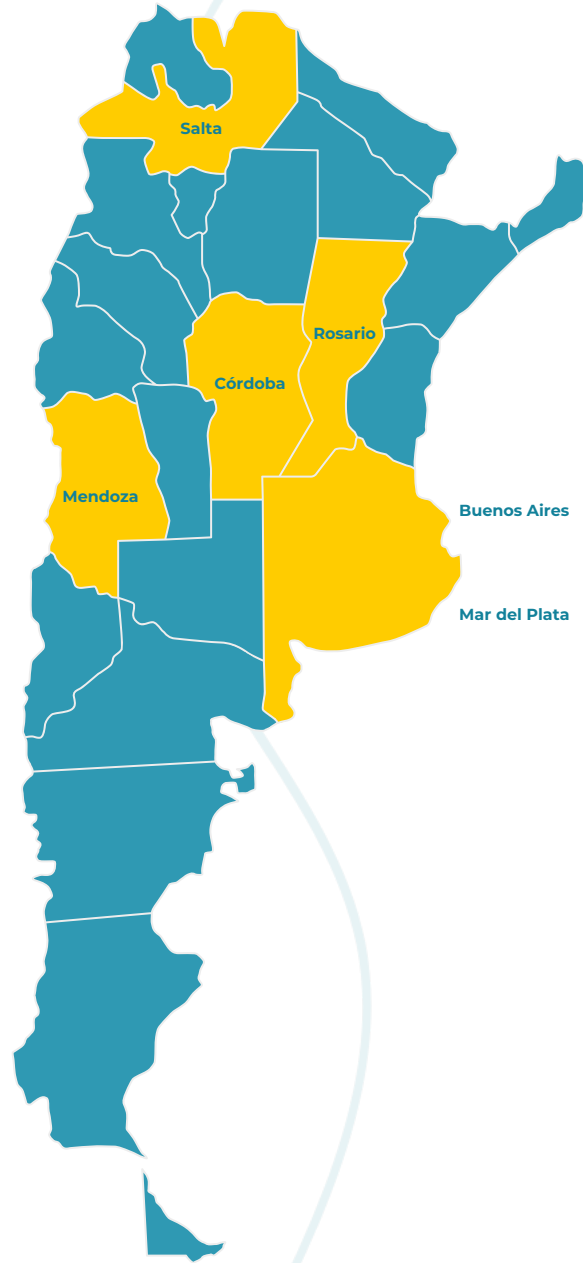 Salta
Rosario
Córdoba
Mendoza
Buenos Aires
Mar del Plata